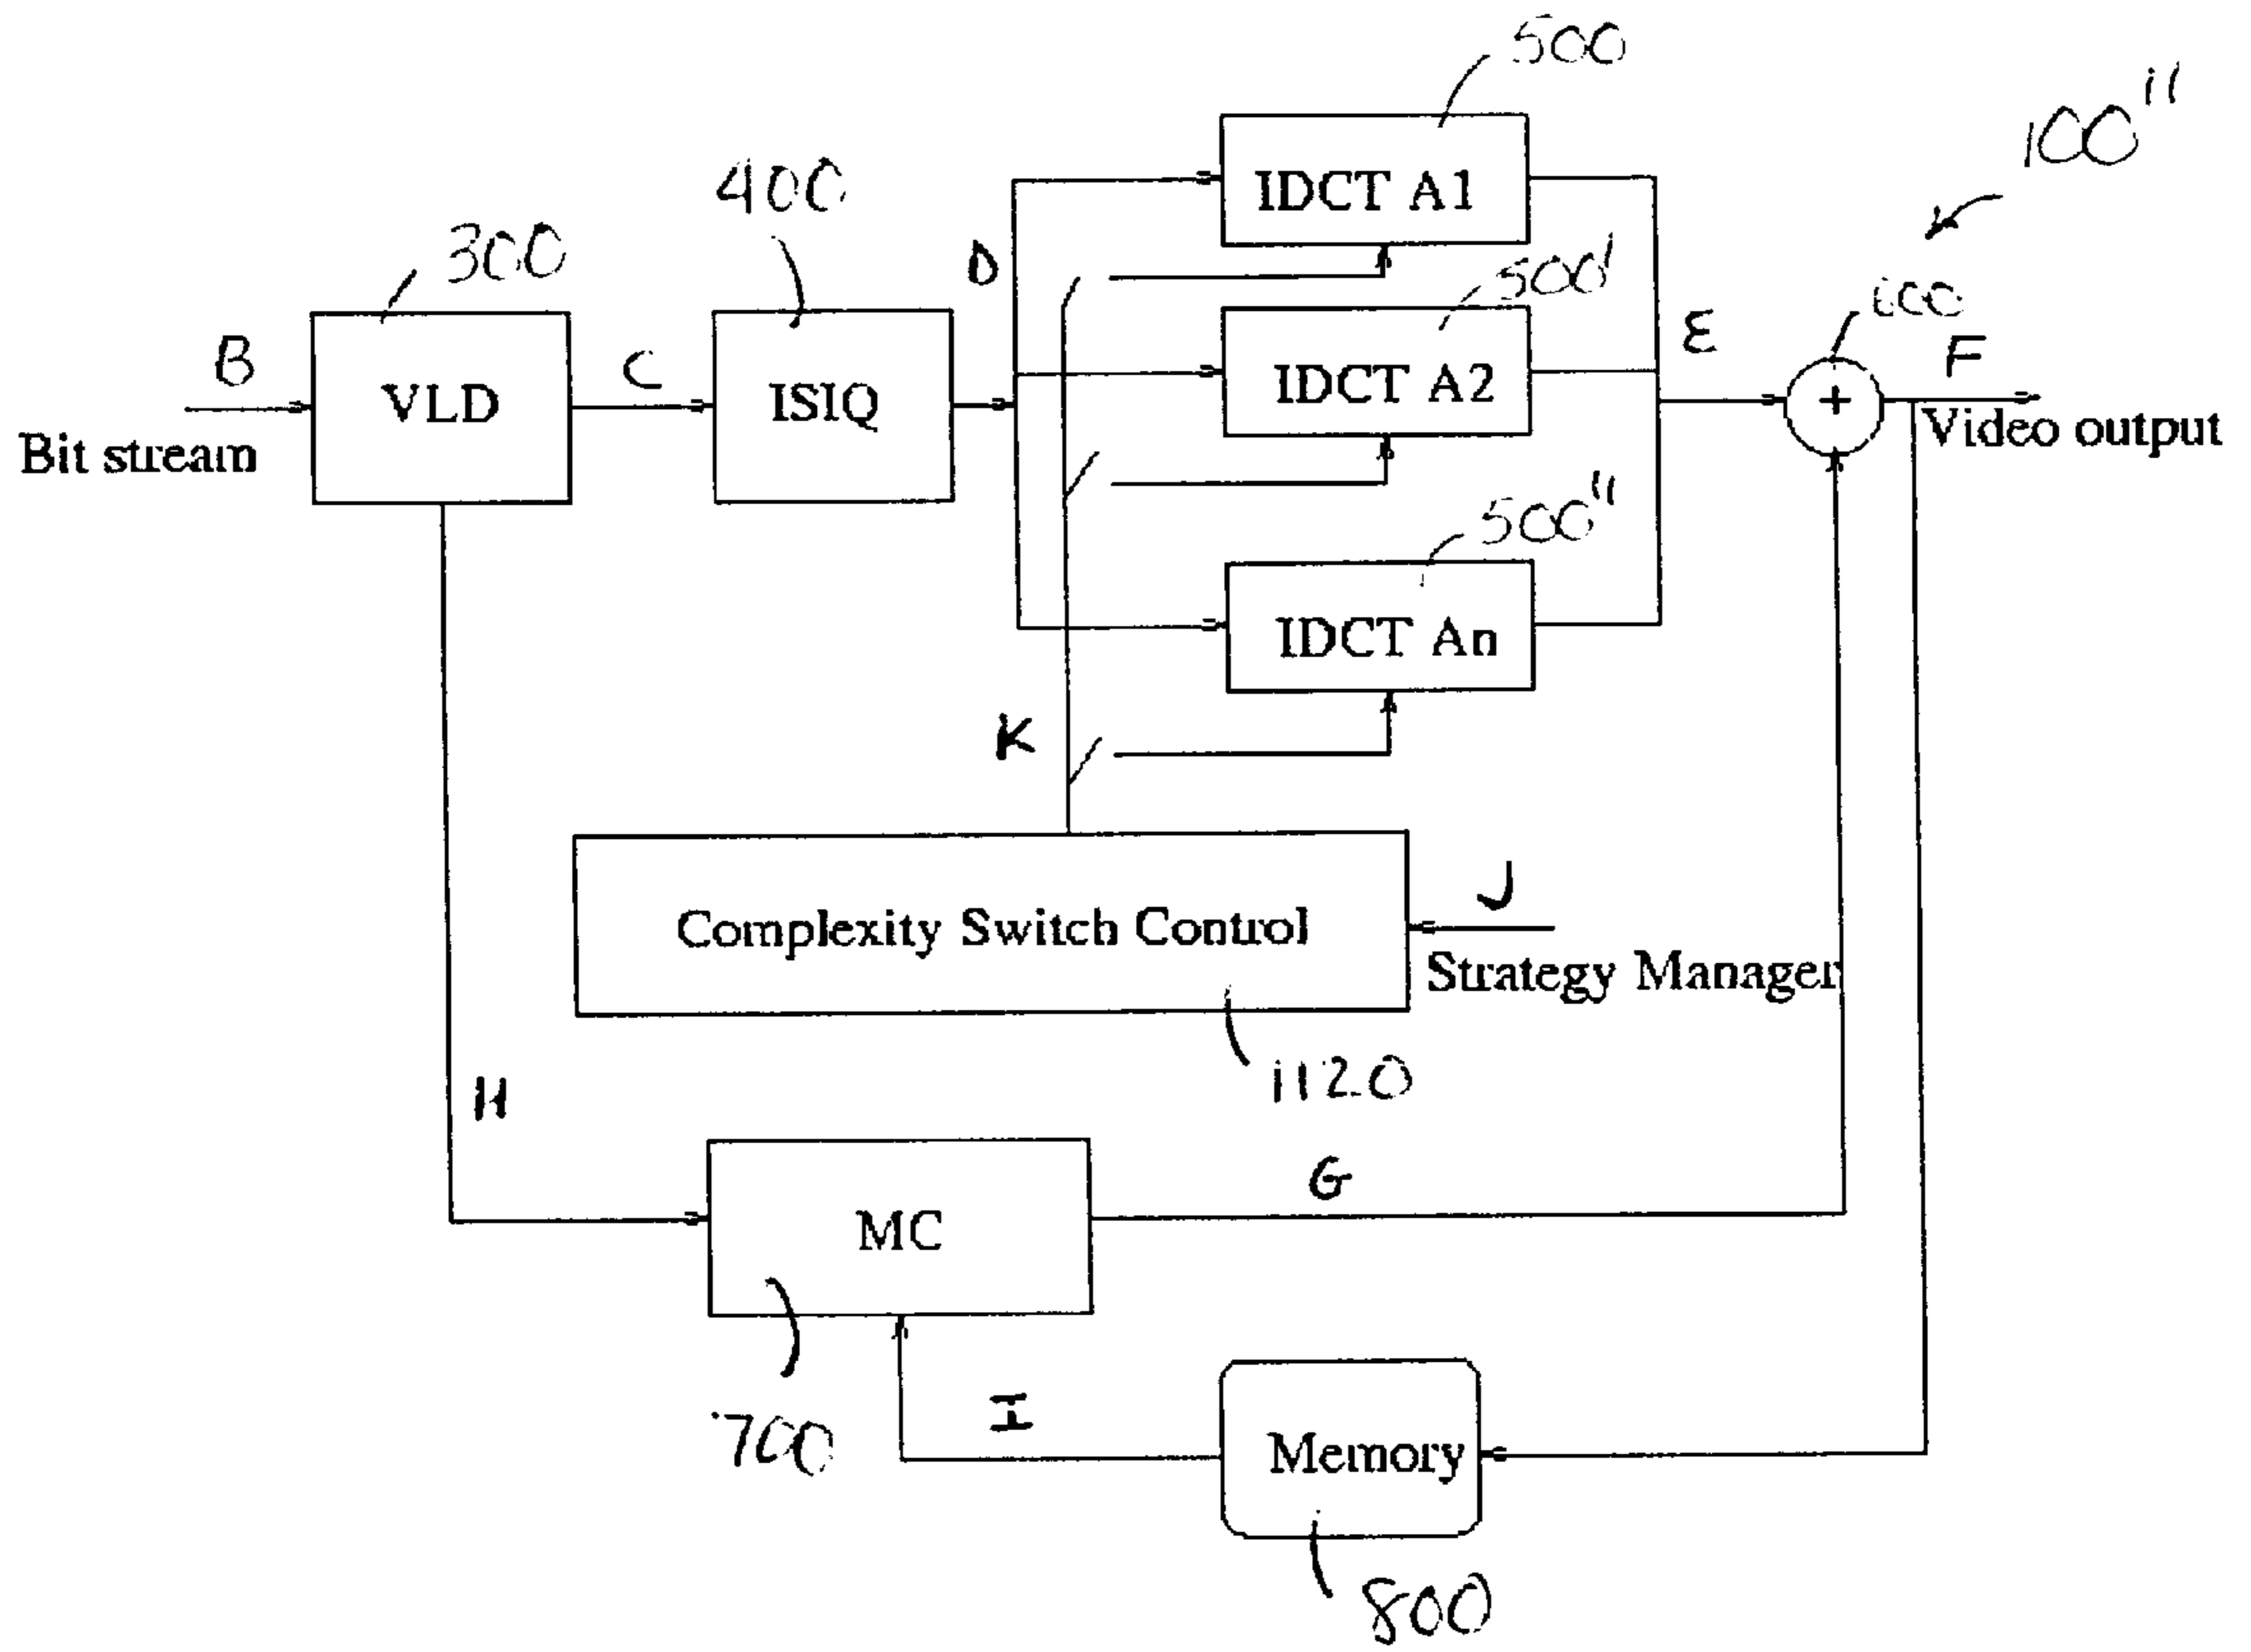 500
100"
400
IDCT A1
300
D
500'
600
B
C
E
F
VLD
ISIQ
IDCT A2
+
Bit stream
Video output
500"
IDCT An
K
J
Complexity Switch Control
Strategy Manager
H
1120
G
MC
I
700
Memory
800